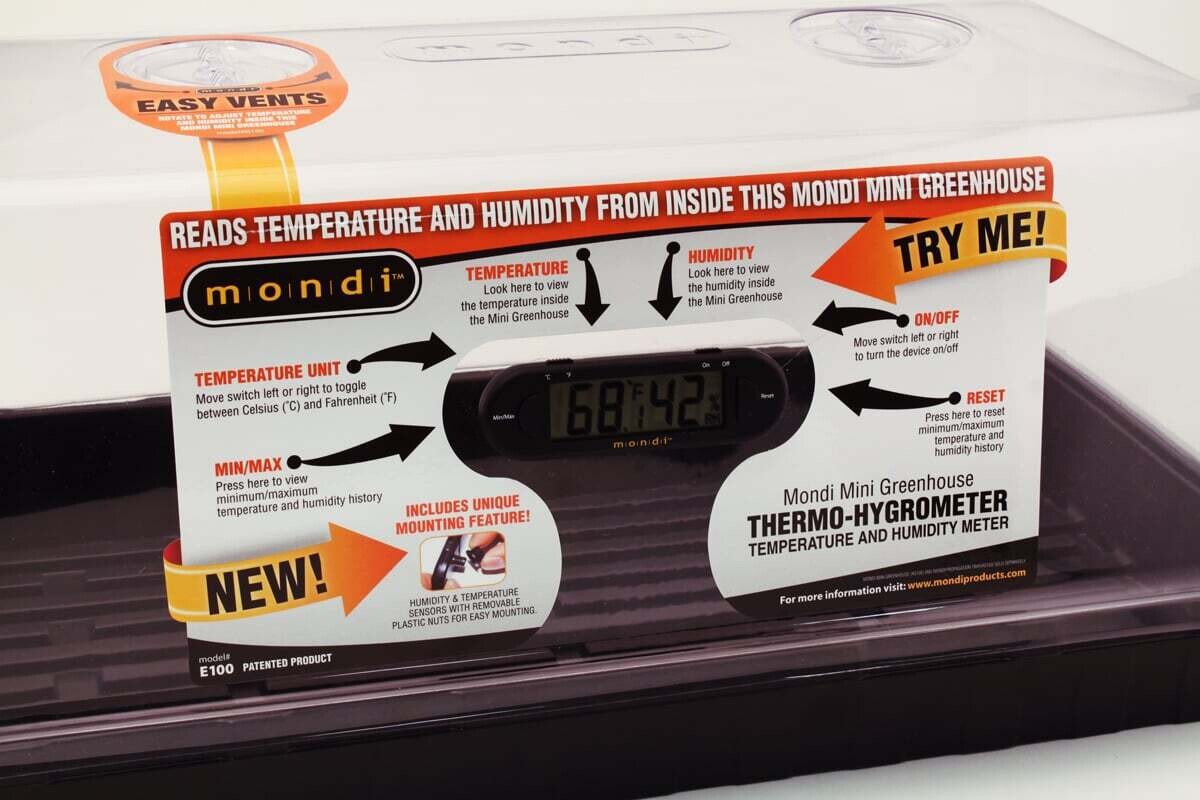 mondi
mondi
EASY VENTS
ROTATE TO ADJUST TEMPERATURE
AND HUMIDITY INSIDE THIS
MONDI MINI GREENHOUSE
READS TEMPERATURE AND HUMIDITY FROM INSIDE THIS MONDI MINI GREENHOUSE
TRY ME!
m|o|n|d|i™
TEMPERATURE
Look here to view
the temperature inside
the Mini Greenhouse
HUMIDITY
Look here to view
the humidity inside
the Mini Greenhouse
ON/OFF
Move switch left or right
to turn the device on/off
TEMPERATURE UNIT
Move switch left or right to toggle
between Celsius (°C) and Fahrenheit (°F)
°C °F
On Off
Min/Max
68.1°F 42%
RH
Reset
m|o|n|d|i™
RESET
Press here to reset
minimum/maximum
temperature and
humidity history
MIN/MAX
Press here to view
minimum/maximum
temperature and humidity history
INCLUDES UNIQUE
MOUNTING FEATURE!
NEW!
HUMIDITY & TEMPERATURE
SENSORS WITH REMOVABLE
PLASTIC NUTS FOR EASY MOUNTING.
Mondi Mini Greenhouse
THERMO-HYGROMETER
TEMPERATURE AND HUMIDITY METER
For more information visit: www.mondiproducts.com
model#
E100 PATENTED PRODUCT